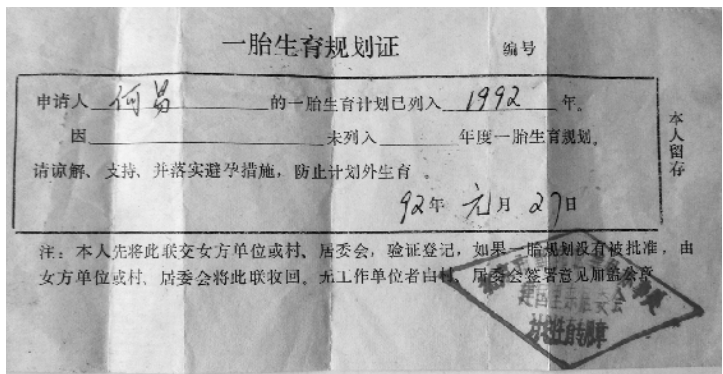 一胎生育规划证 编号
申请人 何易 的一胎生育计划已列入 1992 年。
因 未列入 年度一胎生育规划。
请谅解、支持、并落实避孕措施，防止计划外生育。
92年 元月 27日
本人留存
注：本人先将此联交女方单位或村、居委会，验证登记，如果一胎规划没有被批准，由
女方单位或村、居委会将此联收回。无工作单位者由村、居委会签署意见加盖公章